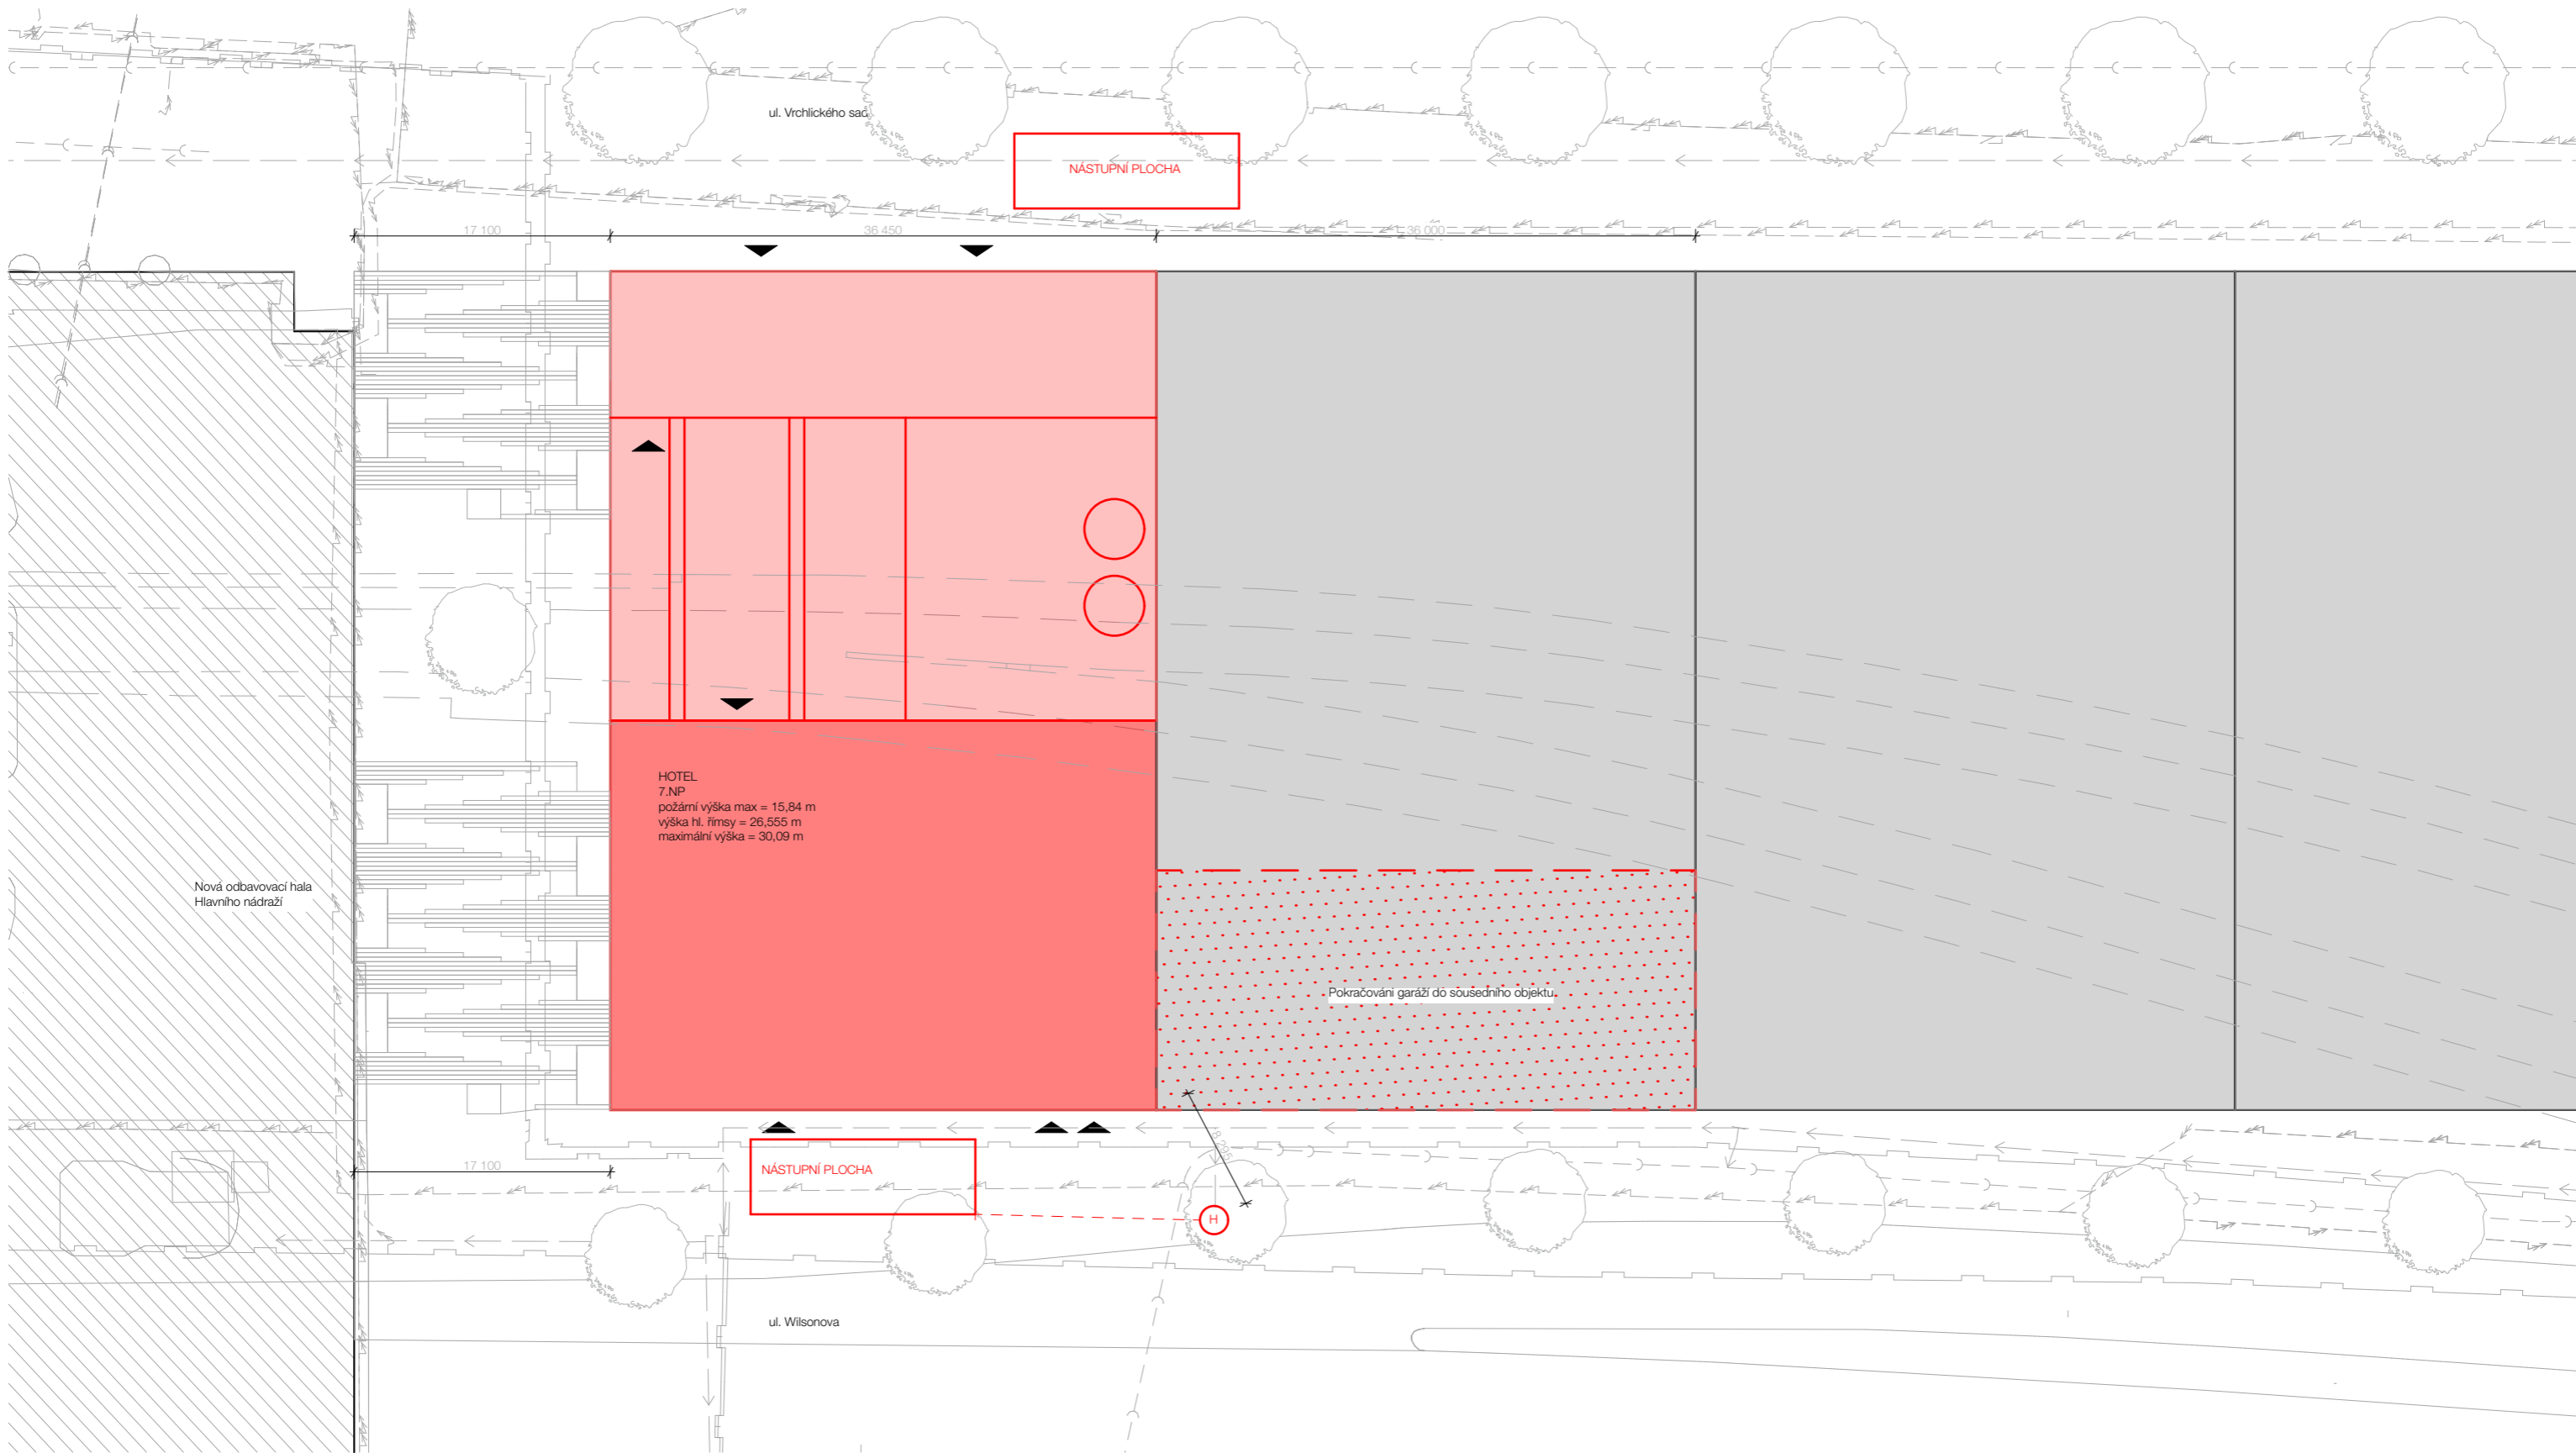 ul. Vrchlického sad
NÁSTUPNÍ PLOCHA
17 100
36 450
36 000
HOTEL
7.NP
požární výška max = 15,84 m
výška hl. římsy = 26,555 m
maximální výška = 30,09 m
Nová odbavovací hala
Hlavního nádraží
Pokračování garáží do sousedního objektu
17 100
NÁSTUPNÍ PLOCHA
H
ul. Wilsonova